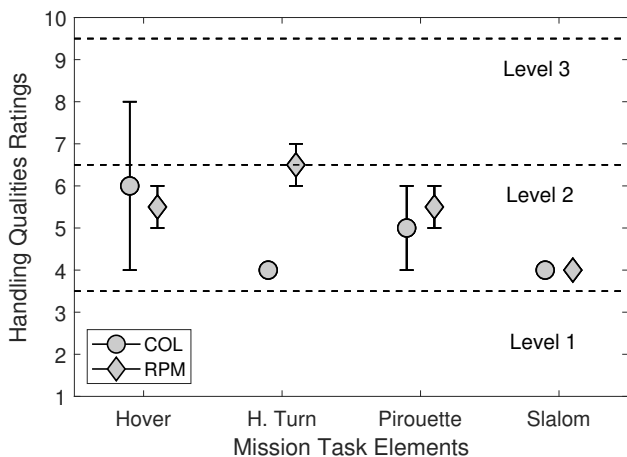 10
9
8
7
6
5
4
3
2
1
Handling Qualities Ratings
Level 3
Level 2
Level 1
COL
RPM
Hover
H. Turn
Pirouette
Slalom
Mission Task Elements